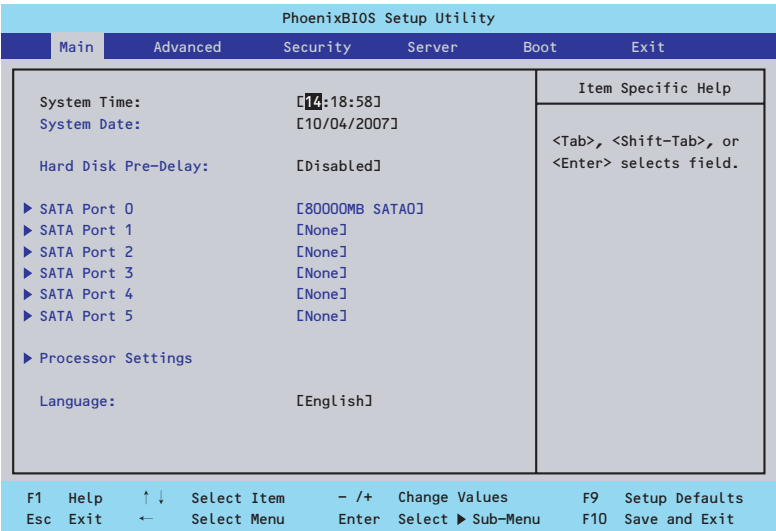 PhoenixBIOS Setup Utility
Main Advanced Security Server Boot Exit
Item Specific Help
System Time: [14:18:58]
System Date: [10/04/2007]
<Tab>, <Shift-Tab>, or
<Enter> selects field.
Hard Disk Pre-Delay: [Disabled]
▶ SATA Port 0 [80000MB SATA0]
▶ SATA Port 1 [None]
▶ SATA Port 2 [None]
▶ SATA Port 3 [None]
▶ SATA Port 4 [None]
▶ SATA Port 5 [None]
▶ Processor Settings
Language: [English]
F1 Help ↑↓ Select Item - /+ Change Values F9 Setup Defaults
Esc Exit ← Select Menu Enter Select ▶ Sub-Menu F10 Save and Exit